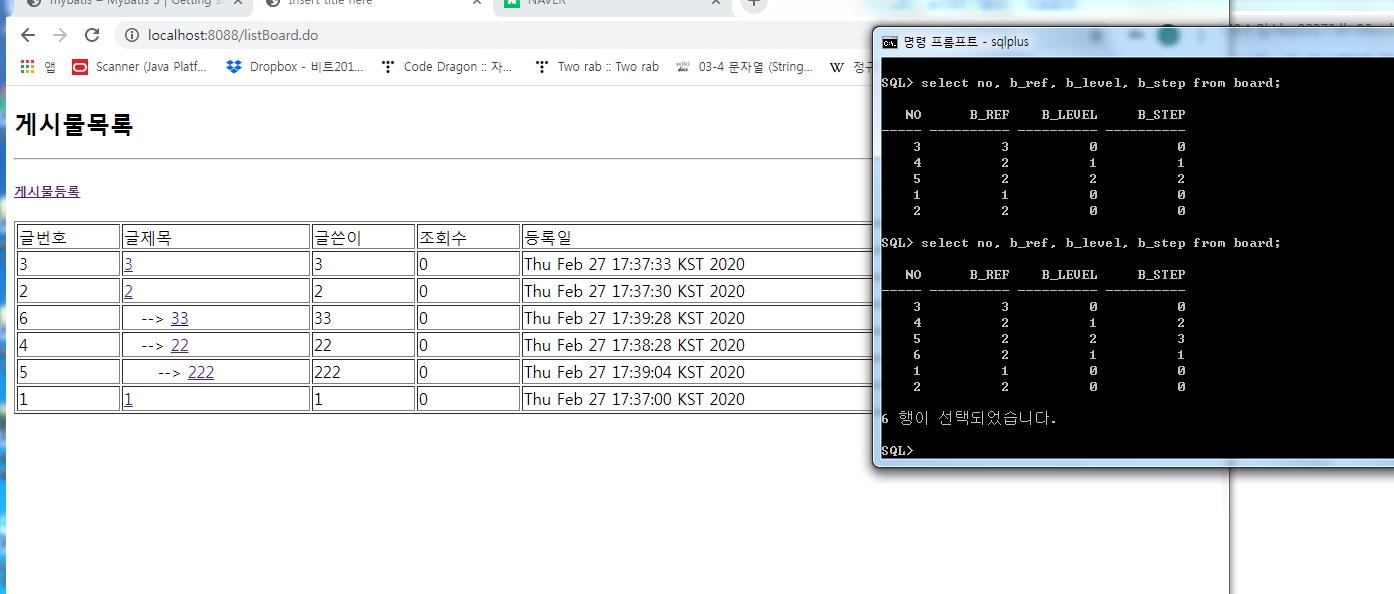 mybatis – MyBatis 3 | Getting s
Insert title here
NAVER
localhost:8088/listBoard.do
앱 Scanner (Java Platf... Dropbox - 비트201... Code Dragon :: 자... Two rab :: Two rab 03-4 문자열 (String... W 정규
게시물목록
게시물등록
글번호 글제목 글쓴이 조회수 등록일
3 3 3 0 Thu Feb 27 17:37:33 KST 2020
2 2 2 0 Thu Feb 27 17:37:30 KST 2020
6 --> 33 33 0 Thu Feb 27 17:39:28 KST 2020
4 --> 22 22 0 Thu Feb 27 17:38:28 KST 2020
5 --> 222 222 0 Thu Feb 27 17:39:04 KST 2020
1 1 1 0 Thu Feb 27 17:37:00 KST 2020
명령 프롬프트 - sqlplus
SQL> select no, b_ref, b_level, b_step from board;
NO B_REF B_LEVEL B_STEP
----- ---------- ---------- ----------
3 3 0 0
4 2 1 1
5 2 2 2
1 1 0 0
2 2 0 0
SQL> select no, b_ref, b_level, b_step from board;
NO B_REF B_LEVEL B_STEP
----- ---------- ---------- ----------
3 3 0 0
4 2 1 2
5 2 2 3
6 2 1 1
1 1 0 0
2 2 0 0
6 행이 선택되었습니다.
SQL>